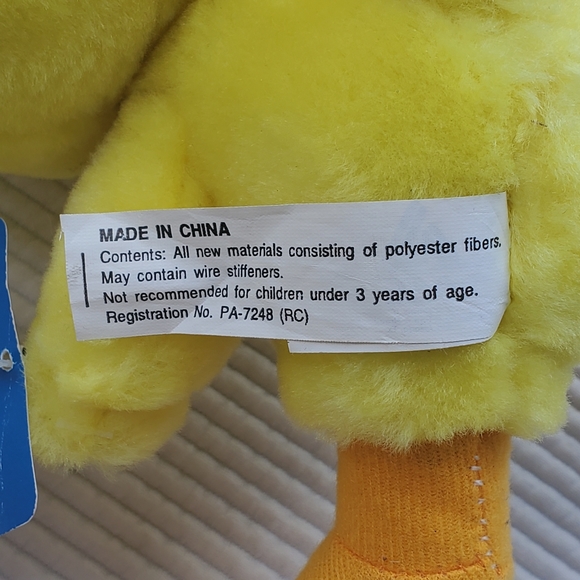 MADE IN CHINA
Contents: All new materials consisting of polyester fibers.
May contain wire stiffeners.
Not recommended for children under 3 years of age.
Registration No. PA-7248 (RC)